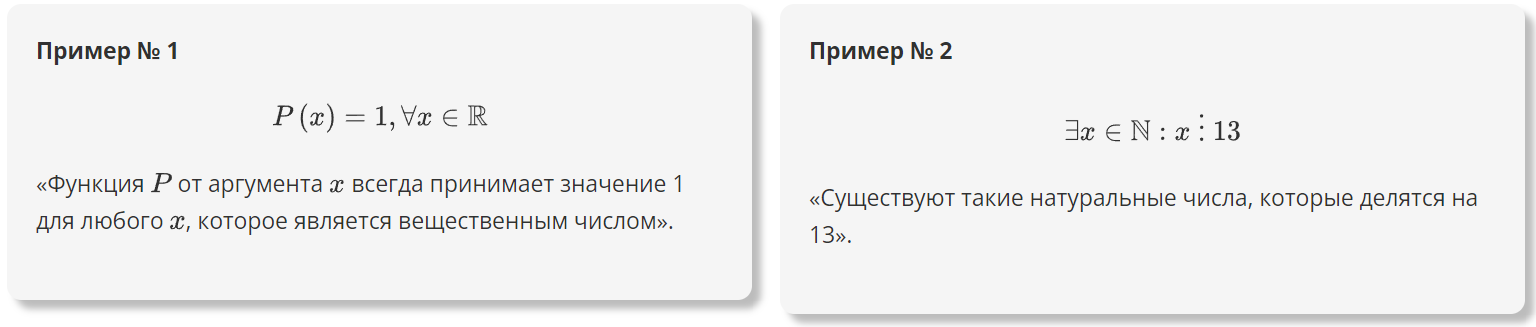 Пример № 1
P (x) = 1, ∀x ∈ ℝ
«Функция P от аргумента x всегда принимает значение 1
для любого x, которое является вещественным числом».
Пример № 2
∃x ∈ ℕ : x ⋮ 13
«Существуют такие натуральные числа, которые делятся на
13».